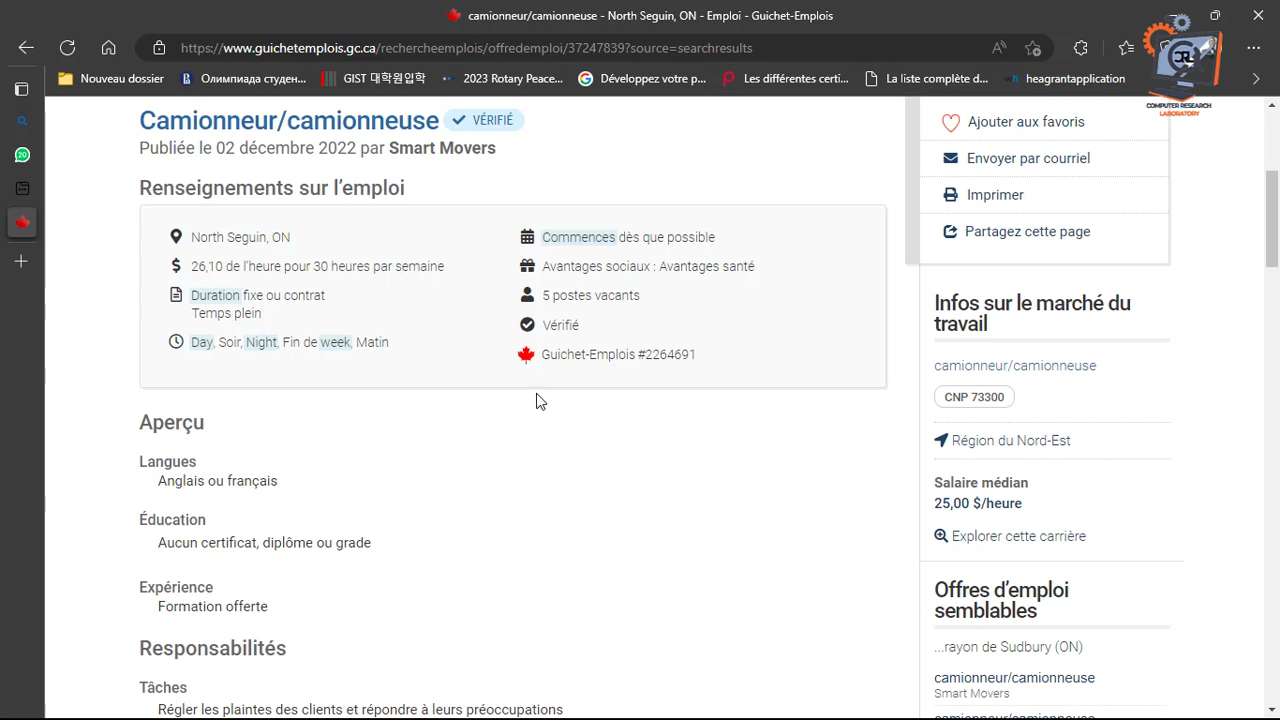 camionneur/camionneuse - North Seguin, ON - Emploi - Guichet-Emplois
https://www.guichetemplois.gc.ca/rechercheemplois/offredemploi/37247839?source=searchresults
Nouveau dossier
Олимпиада студен...
GIST 대학원입학
2023 Rotary Peace...
Développez votre p...
Les différentes certi...
La liste complète d...
heagrantapplication
COMPUTER RESEARCH
LABORATORY
20
Camionneur/camionneuse
VÉRIFIÉ
Publiée le 02 décembre 2022 par Smart Movers
Renseignements sur l’emploi
North Seguin, ON
26,10 de l’heure pour 30 heures par semaine
Duration fixe ou contrat
Temps plein
Day, Soir, Night, Fin de week, Matin
Commences dès que possible
Avantages sociaux : Avantages santé
5 postes vacants
Vérifié
Guichet-Emplois #2264691
Aperçu
Langues
Anglais ou français
Éducation
Aucun certificat, diplôme ou grade
Expérience
Formation offerte
Responsabilités
Tâches
Régler les plaintes des clients et répondre à leurs préoccupations
Ajouter aux favoris
Envoyer par courriel
Imprimer
Partagez cette page
Infos sur le marché du
travail
camionneur/camionneuse
CNP 73300
Région du Nord-Est
Salaire médian
25,00 $/heure
Explorer cette carrière
Offres d’emploi
semblables
...rayon de Sudbury (ON)
camionneur/camionneuse
Smart Movers
camionneur/camionneuse